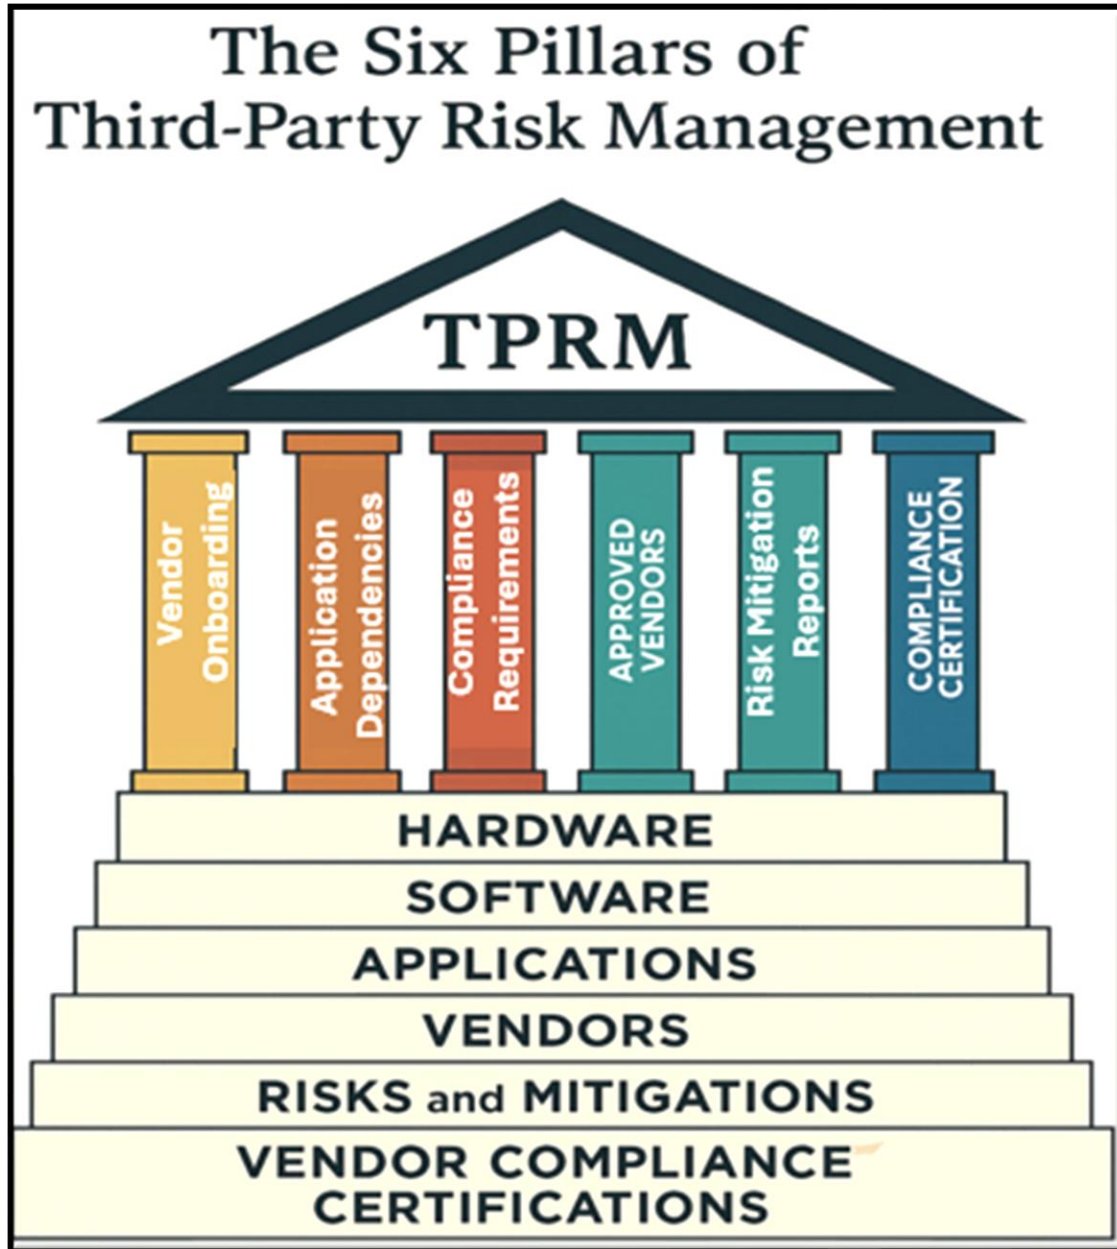 The Six Pillars of
Third-Party Risk Management
TPRM
Vendor
Onboarding
Application
Dependencies
Compliance
Requirements
APPROVED
VENDORS
Risk Mitigation
Reports
COMPLIANCE
CERTIFICATION
HARDWARE
SOFTWARE
APPLICATIONS
VENDORS
RISKS and MITIGATIONS
VENDOR COMPLIANCE
CERTIFICATIONS